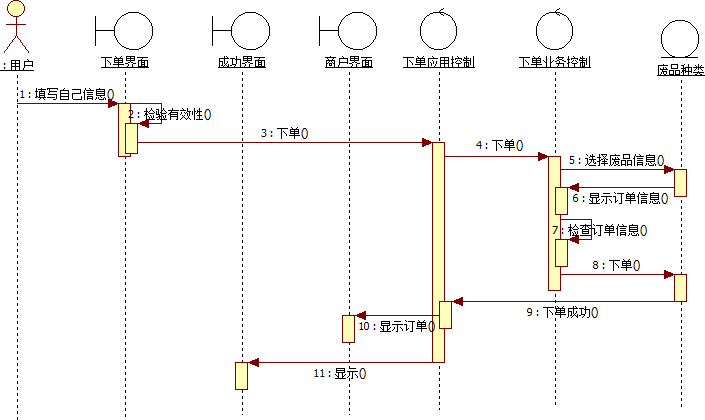 :用户
下单界面
成功界面
商户界面
下单应用控制
下单业务控制
废品种类
1:填写自己信息()
2:检验有效性()
3:下单()
4:下单()
5:选择废品信息()
6:显示订单信息()
7:检查订单信息()
8:下单()
9:下单成功()
10:显示订单()
11:显示()